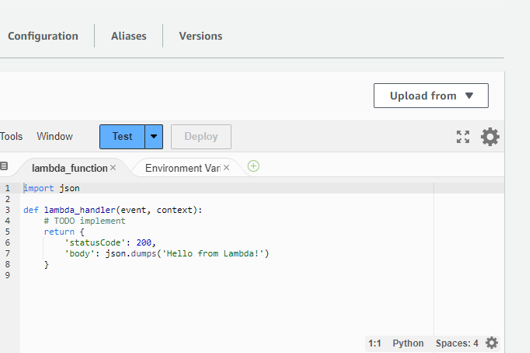 Configuration Aliases Versions
Upload from
Tools Window Test Deploy
lambda_function Environment Vari
1 import json
2
3 def lambda_handler(event, context):
4     # TODO implement
5     return {
6         'statusCode': 200,
7         'body': json.dumps('Hello from Lambda!')
8     }
9
1:1 Python Spaces: 4